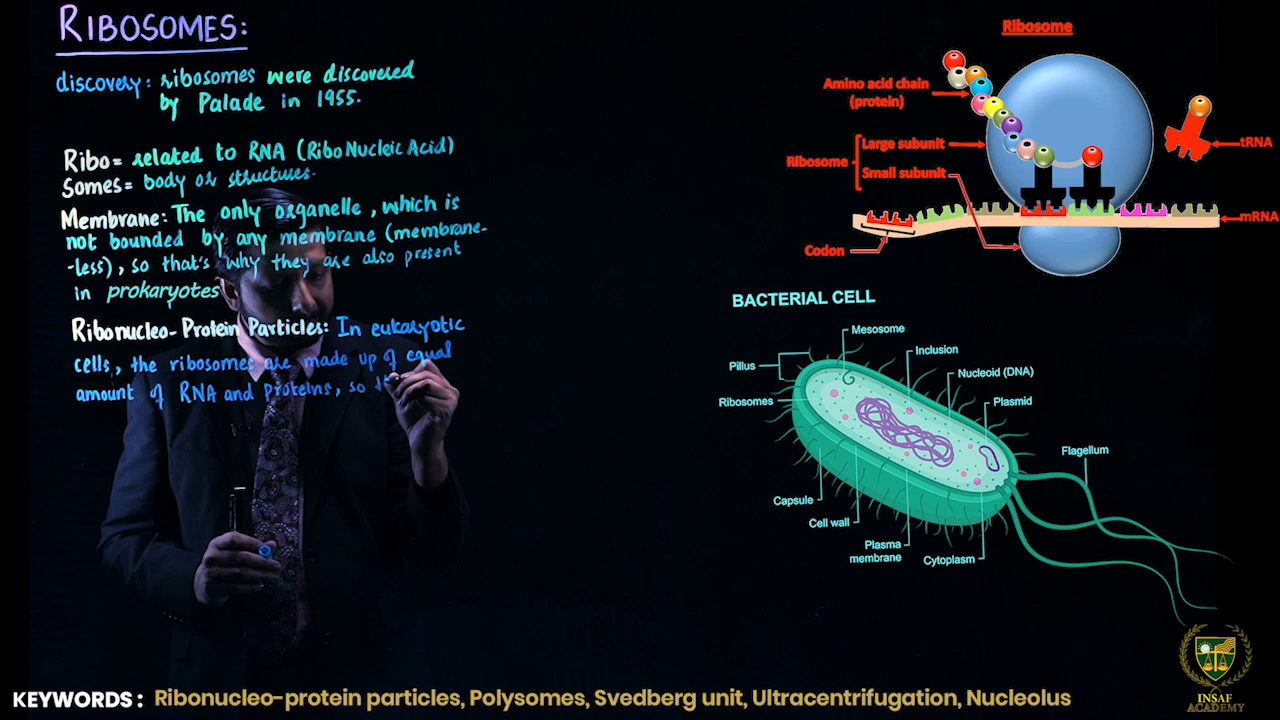 RIBOSOMES:
discovery: ribosomes were discovered
by Palade in 1955.
Ribo = related to RNA (Ribo Nucleic Acid)
Somes = body or structures.
Membrane: The only organelle, which is
not bounded by any membrane (membrane-
-less), so that's why they are also present
in prokaryotes
Ribonucleo-Protein Particles: In eukaryotic
cells, the ribosomes are made up of equal
amount of RNA and proteins, so
Ribosome
Amino acid chain
(protein)
Ribosome
Large subunit
Small subunit
tRNA
mRNA
Codon
BACTERIAL CELL
Mesosome
Inclusion
Pillus
Nucleoid (DNA)
Ribosomes
Plasmid
Flagellum
Capsule
Cell wall
Plasma
membrane
Cytoplasm
KEYWORDS: Ribonucleo-protein particles, Polysomes, Svedberg unit, Ultracentrifugation, Nucleolus
INSAF
ACADEMY